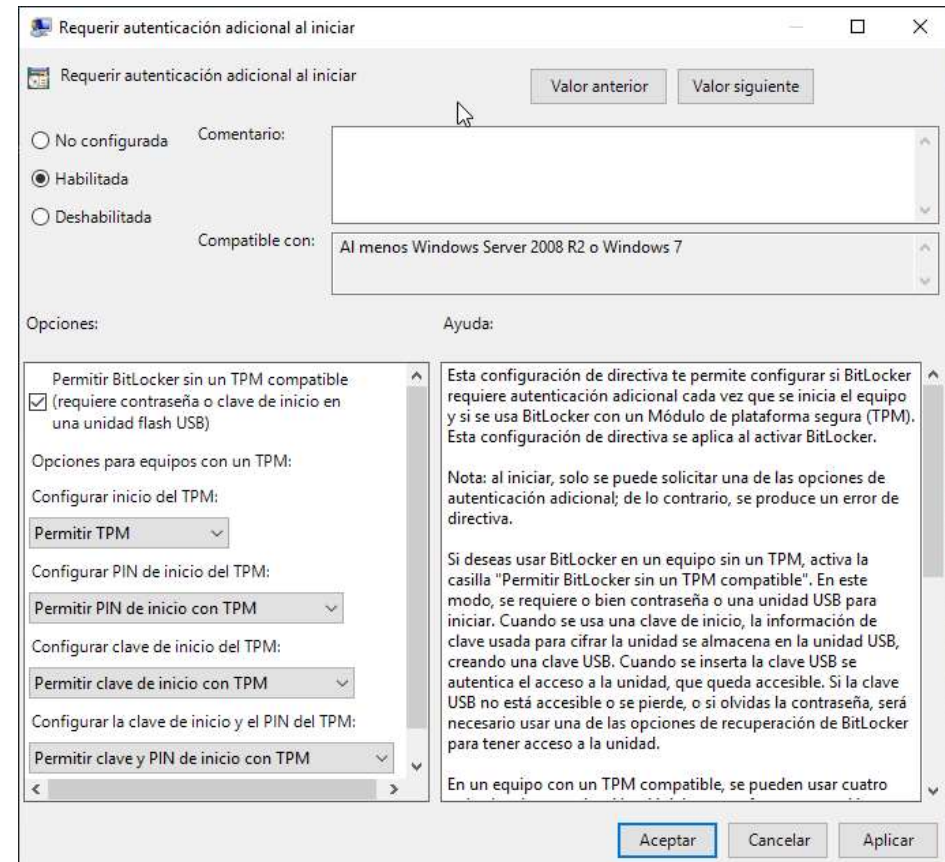 Requerir autenticación adicional al iniciar
Requerir autenticación adicional al iniciar
Valor anterior
Valor siguiente
No configurada
Habilitada
Deshabilitada
Comentario:
Compatible con:
Al menos Windows Server 2008 R2 o Windows 7
Opciones:
Permitir BitLocker sin un TPM compatible
(requiere contraseña o clave de inicio en
una unidad flash USB)
Opciones para equipos con un TPM:
Configurar inicio del TPM:
Permitir TPM
Configurar PIN de inicio del TPM:
Permitir PIN de inicio con TPM
Configurar clave de inicio del TPM:
Permitir clave de inicio con TPM
Configurar la clave de inicio y el PIN del TPM:
Permitir clave y PIN de inicio con TPM
Ayuda:
Esta configuración de directiva te permite configurar si BitLocker
requiere autenticación adicional cada vez que se inicia el equipo
y si se usa BitLocker con un Módulo de plataforma segura (TPM).
Esta configuración de directiva se aplica al activar BitLocker.
Nota: al iniciar, solo se puede solicitar una de las opciones de
autenticación adicional; de lo contrario, se produce un error de
directiva.
Si deseas usar BitLocker en un equipo sin un TPM, activa la
casilla "Permitir BitLocker sin un TPM compatible". En este
modo, se requiere o bien contraseña o una unidad USB para
iniciar. Cuando se usa una clave de inicio, la información de
clave usada para cifrar la unidad se almacena en la unidad USB,
creando una clave USB. Cuando se inserta la clave USB se
autentica el acceso a la unidad, que queda accesible. Si la clave
USB no está accesible o se pierde, o si olvidas la contraseña, será
necesario usar una de las opciones de recuperación de BitLocker
para tener acceso a la unidad.
En un equipo con un TPM compatible, se pueden usar cuatro
Aceptar
Cancelar
Aplicar